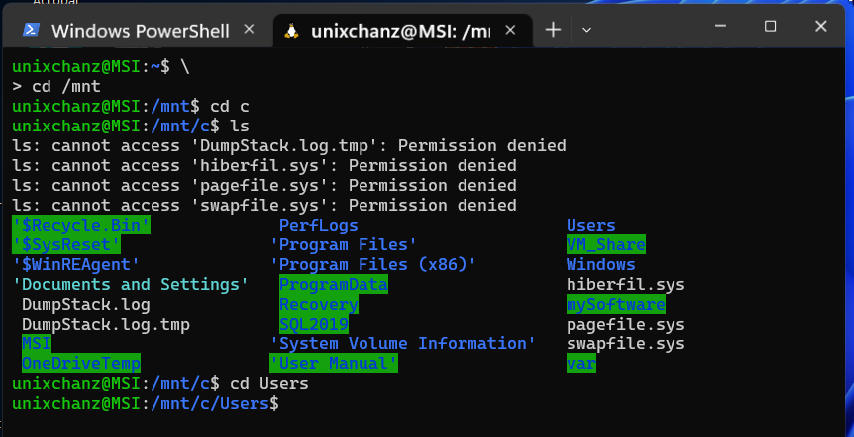 Acrobat
Windows PowerShell
unixchanz@MSI: /mn
unixchanz@MSI:~$ \
> cd /mnt
unixchanz@MSI:/mnt$ cd c
unixchanz@MSI:/mnt/c$ ls
ls: cannot access 'DumpStack.log.tmp': Permission denied
ls: cannot access 'hiberfil.sys': Permission denied
ls: cannot access 'pagefile.sys': Permission denied
ls: cannot access 'swapfile.sys': Permission denied
'$Recycle.Bin' PerfLogs Users
'$SysReset' 'Program Files' VM_Share
'$WinREAgent' 'Program Files (x86)' Windows
'Documents and Settings' ProgramData hiberfil.sys
DumpStack.log Recovery mySoftware
DumpStack.log.tmp SQL2019 pagefile.sys
MSI 'System Volume Information' swapfile.sys
OneDriveTemp 'User Manual' var
unixchanz@MSI:/mnt/c$ cd Users
unixchanz@MSI:/mnt/c/Users$